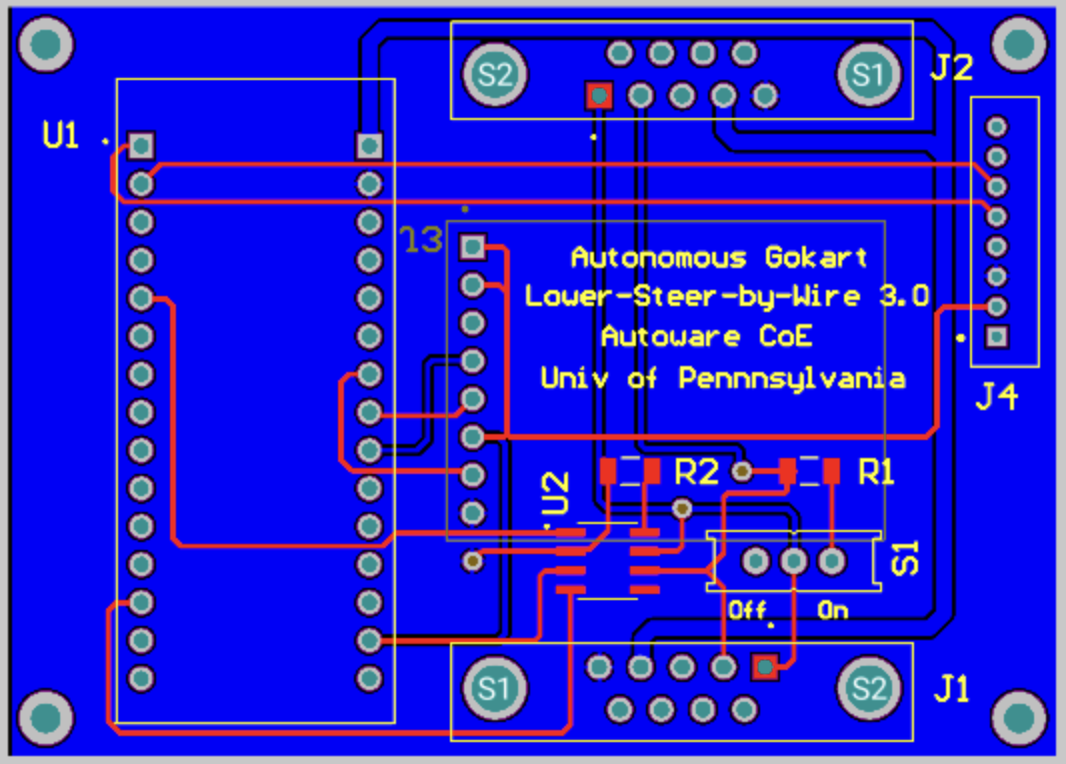 S2
S1
J2
U1
J3
Autonomous Gokart
Lower-Steer-by-Wire 3.0
Autoware CoE
Univ of Pennnsylvania
J4
R2
R1
U2
S1
Off
On
S1
S2
J1